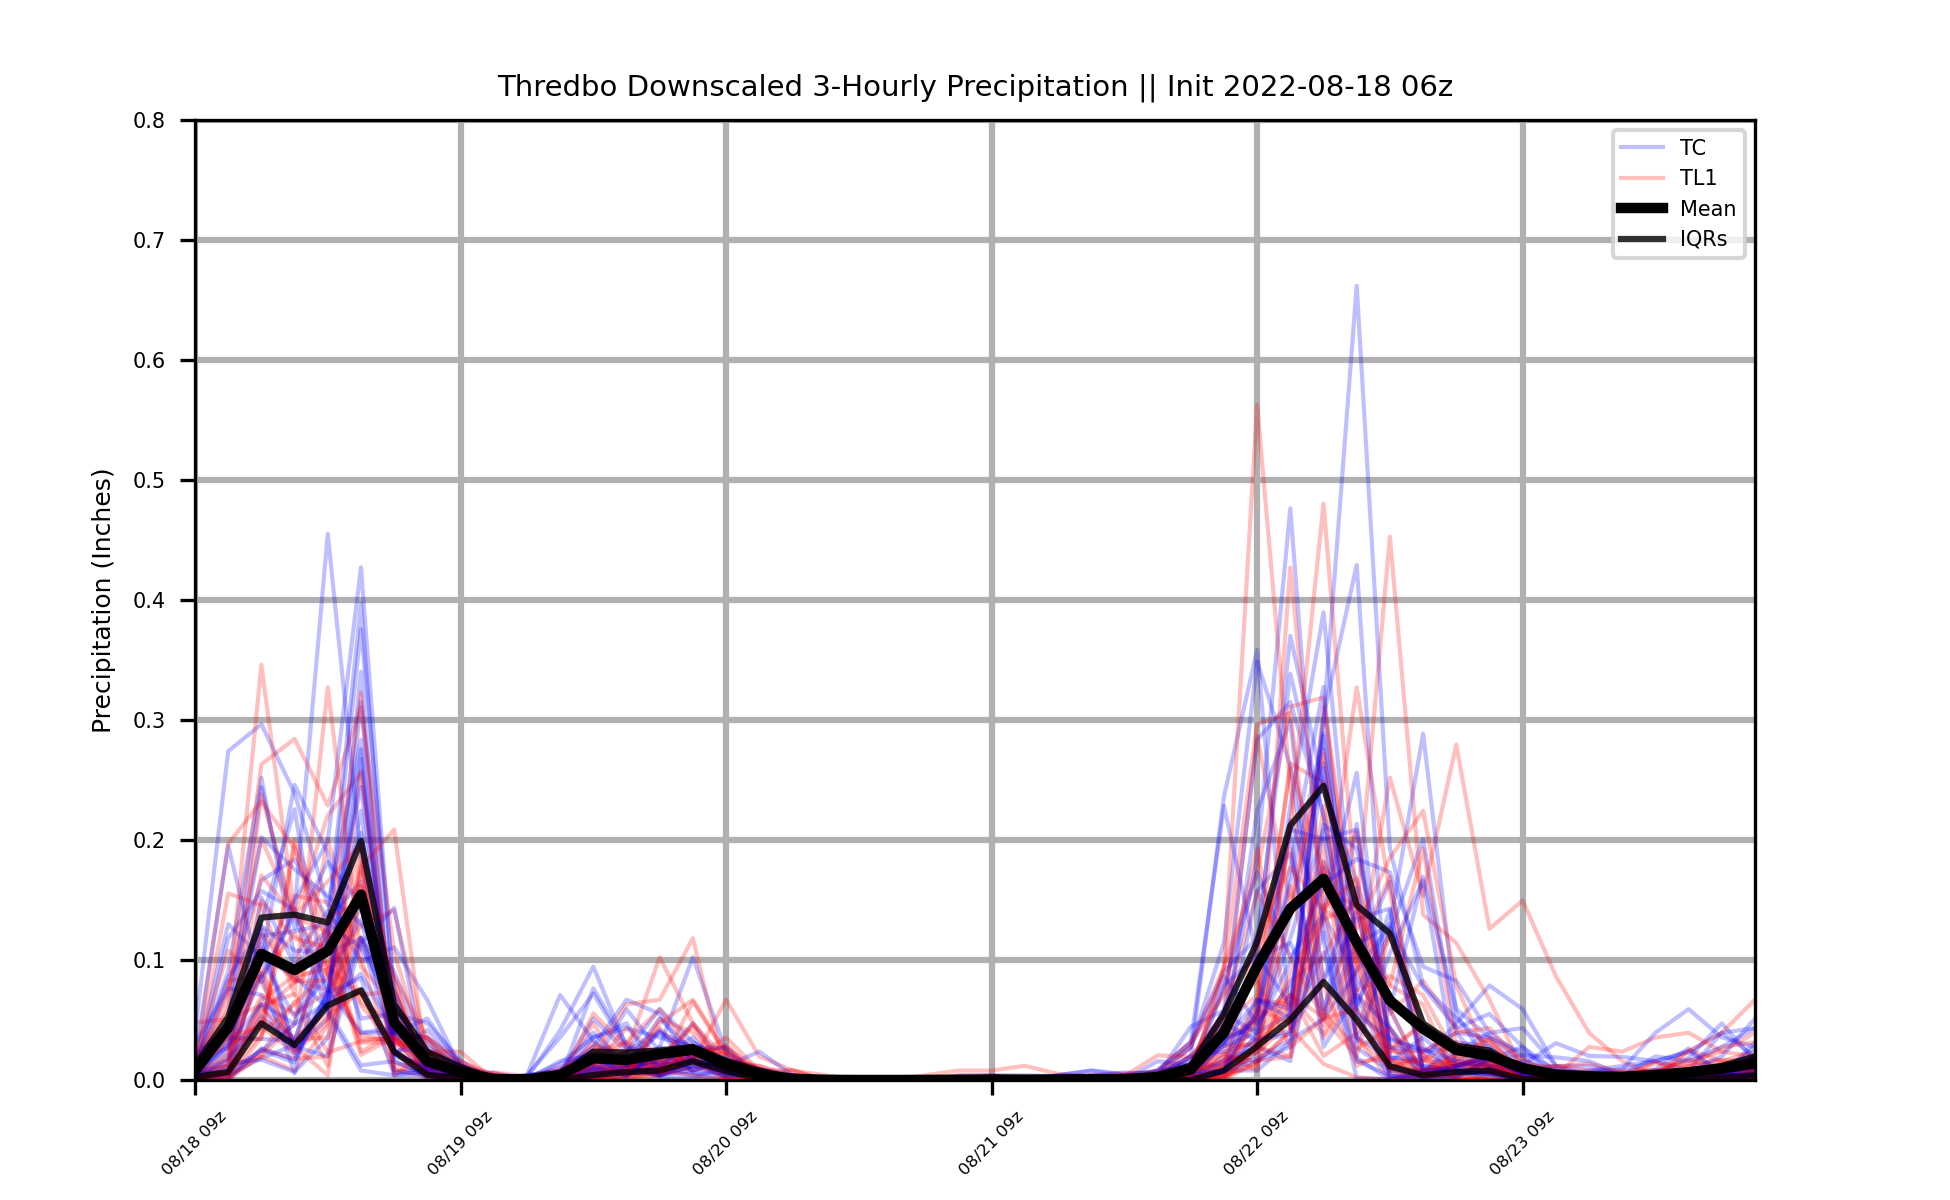 Thredbo Downscaled 3-Hourly Precipitation || Init 2022-08-18 06z
TC
TL1
Mean
IQRs
Precipitation (Inches)
0.8
0.7
0.6
0.5
0.4
0.3
0.2
0.1
0.0
08/18 09z
08/19 09z
08/20 09z
08/21 09z
08/22 09z
08/23 09z